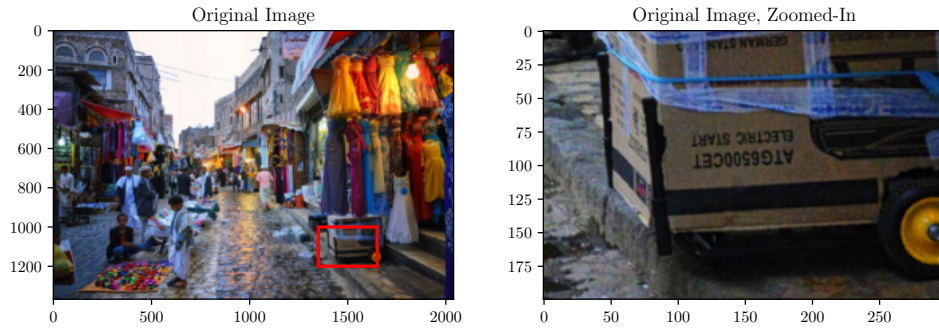 Original Image
0
200
400
600
800
1000
1200
0 500 1000 1500 2000
Original Image, Zoomed-In
0
25
50
75
100
125
150
175
0 50 100 150 200 250
GERMAN
ELECTRIC START
ATG6500CET